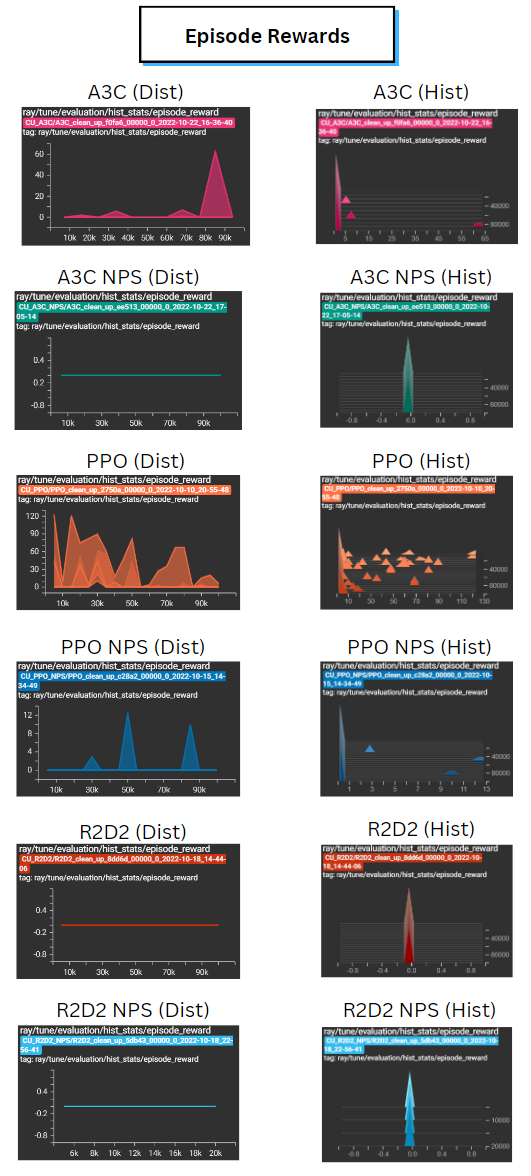 Episode Rewards
A3C (Dist)
A3C (Hist)
ray/tune/evaluation/hist_stats/episode_reward
CU_A3C/A3C_clean_up_f0fa6_00000_0_2022-10-22_16-36-40
tag: ray/tune/evaluation/hist_stats/episode_reward
60
40
20
0
10k 20k 30k 40k 50k 60k 70k 80k 90k
ray/tune/evaluation/hist_stats/episode_reward
CU_A3C/A3C_clean_up_f0fa6_00000_0_2022-10-22_16-
36-40
tag: ray/tune/evaluation/hist_stats/episode_reward
40000
80000
5 15 25 35 45 55 65
A3C NPS (Dist)
A3C NPS (Hist)
ray/tune/evaluation/hist_stats/episode_reward
CU_A3C_NPS/A3C_clean_up_ee513_00000_0_2022-10-22_17-
05-14
tag: ray/tune/evaluation/hist_stats/episode_reward
0.4
-0.2
-0.8
10k 30k 50k 70k 90k
ray/tune/evaluation/hist_stats/episode_reward
CU_A3C_NPS/A3C_clean_up_ee513_00000_0_2022-10-
22_17-05-14
tag: ray/tune/evaluation/hist_stats/episode_reward
40000
80000
-0.8 -0.4 0.0 0.4 0.8
PPO (Dist)
PPO (Hist)
ray/tune/evaluation/hist_stats/episode_reward
CU_PPO/PPO_clean_up_2750a_00000_0_2022-10-10_20-55-48
tag: ray/tune/evaluation/hist_stats/episode_reward
120
90
60
30
0
10k 30k 50k 70k 90k
ray/tune/evaluation/hist_stats/episode_reward
CU_PPO/PPO_clean_up_2750a_00000_0_2022-10-10_20-
55-48
tag: ray/tune/evaluation/hist_stats/episode_reward
40000
80000
10 30 50 70 90 110 130
PPO NPS (Dist)
PPO NPS (Hist)
ray/tune/evaluation/hist_stats/episode_reward
CU_PPO_NPS/PPO_clean_up_c28a2_00000_0_2022-10-15_14-
34-49
tag: ray/tune/evaluation/hist_stats/episode_reward
12
8
4
0
10k 30k 50k 70k 90k
ray/tune/evaluation/hist_stats/episode_reward
CU_PPO_NPS/PPO_clean_up_c28a2_00000_0_2022-10-
15_14-34-49
tag: ray/tune/evaluation/hist_stats/episode_reward
40000
80000
1 3 5 7 9 11 13
R2D2 (Dist)
R2D2 (Hist)
ray/tune/evaluation/hist_stats/episode_reward
CU_R2D2/R2D2_clean_up_8dd6d_00000_0_2022-10-18_14-44-
06
tag: ray/tune/evaluation/hist_stats/episode_reward
0.4
-0.2
-0.8
10k 30k 50k 70k 90k
ray/tune/evaluation/hist_stats/episode_reward
CU_R2D2/R2D2_clean_up_8dd6d_00000_0_2022-10-
18_14-44-06
tag: ray/tune/evaluation/hist_stats/episode_reward
40000
80000
-0.8 -0.4 0.0 0.4 0.8
R2D2 NPS (Dist)
R2D2 NPS (Hist)
ray/tune/evaluation/hist_stats/episode_reward
CU_R2D2_NPS/R2D2_clean_up_5db43_00000_0_2022-10-18_22-
56-41
tag: ray/tune/evaluation/hist_stats/episode_reward
0.4
-0.2
-0.8
6k 8k 10k 12k 14k 16k 18k 20k
ray/tune/evaluation/hist_stats/episode_reward
CU_R2D2_NPS/R2D2_clean_up_5db43_00000_0_2022-10-
18_22-56-41
tag: ray/tune/evaluation/hist_stats/episode_reward
10000
20000
-0.8 -0.4 0.0 0.4 0.8